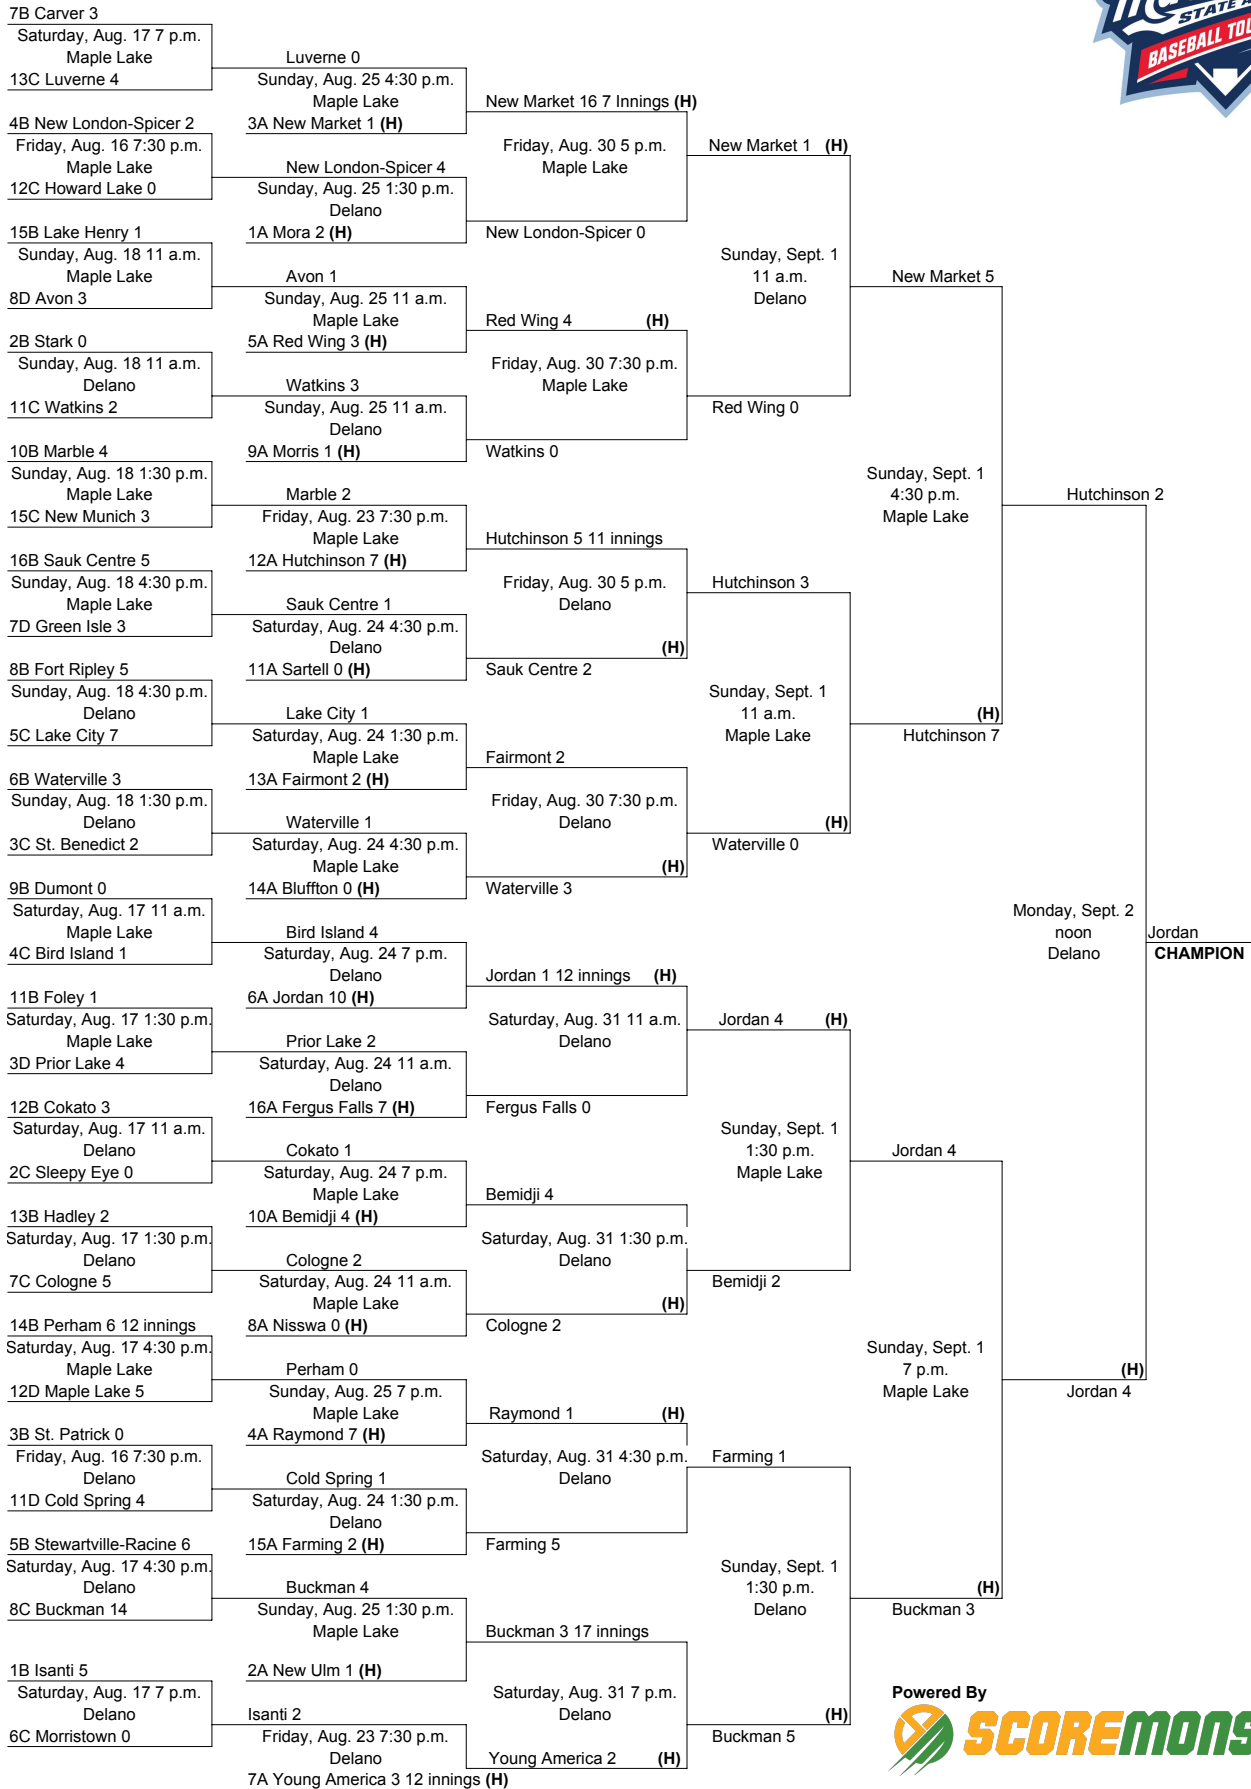 7B Carver 3
Saturday, Aug. 17 7 p.m.
Maple Lake
13C Luverne 4
4B New London-Spicer 2
Friday, Aug. 16 7:30 p.m.
Maple Lake
12C Howard Lake 0
15B Lake Henry 1
Sunday, Aug. 18 11 a.m.
Maple Lake
8D Avon 3
2B Stark 0
Sunday, Aug. 18 11 a.m.
Delano
11C Watkins 2
10B Marble 4
Sunday, Aug. 18 1:30 p.m.
Maple Lake
15C New Munich 3
16B Sauk Centre 5
Sunday, Aug. 18 4:30 p.m.
Maple Lake
7D Green Isle 3
8B Fort Ripley 5
Sunday, Aug. 18 4:30 p.m.
Delano
5C Lake City 7
6B Waterville 3
Sunday, Aug. 18 1:30 p.m.
Delano
3C St. Benedict 2
9B Dumont 0
Saturday, Aug. 17 11 a.m.
Maple Lake
4C Bird Island 1
11B Foley 1
Saturday, Aug. 17 1:30 p.m.
Maple Lake
3D Prior Lake 4
12B Cokato 3
Saturday, Aug. 17 11 a.m.
Delano
2C Sleepy Eye 0
13B Hadley 2
Saturday, Aug. 17 1:30 p.m.
Delano
7C Cologne 5
14B Perham 6 12 innings
Saturday, Aug. 17 4:30 p.m.
Maple Lake
12D Maple Lake 5
3B St. Patrick 0
Friday, Aug. 16 7:30 p.m.
Delano
11D Cold Spring 4
5B Stewartville-Racine 6
Saturday, Aug. 17 4:30 p.m.
Delano
8C Buckman 14
1B Isanti 5
Saturday, Aug. 17 7 p.m.
Delano
6C Morristown 0
Luverne 0
Sunday, Aug. 25 4:30 p.m.
Maple Lake
3A New Market 1 (H)
New London-Spicer 4
Sunday, Aug. 25 1:30 p.m.
Delano
1A Mora 2 (H)
Avon 1
Sunday, Aug. 25 11 a.m.
Maple Lake
5A Red Wing 3 (H)
Watkins 3
Sunday, Aug. 25 11 a.m.
Delano
9A Morris 1 (H)
Marble 2
Friday, Aug. 23 7:30 p.m.
Maple Lake
12A Hutchinson 7 (H)
Sauk Centre 1
Saturday, Aug. 24 4:30 p.m.
Delano
11A Sartell 0 (H)
Lake City 1
Saturday, Aug. 24 1:30 p.m.
Maple Lake
13A Fairmont 2 (H)
Waterville 1
Saturday, Aug. 24 4:30 p.m.
Maple Lake
14A Bluffton 0 (H)
Bird Island 4
Saturday, Aug. 24 7 p.m.
Delano
6A Jordan 10 (H)
Prior Lake 2
Saturday, Aug. 24 11 a.m.
Delano
16A Fergus Falls 7 (H)
Cokato 1
Saturday, Aug. 24 7 p.m.
Maple Lake
10A Bemidji 4 (H)
Cologne 2
Saturday, Aug. 24 11 a.m.
Maple Lake
8A Nisswa 0 (H)
Perham 0
Sunday, Aug. 25 7 p.m.
Maple Lake
4A Raymond 7 (H)
Cold Spring 1
Saturday, Aug. 24 1:30 p.m.
Delano
15A Farming 2 (H)
Buckman 4
Sunday, Aug. 25 1:30 p.m.
Maple Lake
2A New Ulm 1 (H)
Isanti 2
Friday, Aug. 23 7:30 p.m.
Delano
7A Young America 3 12 innings (H)
New Market 16 7 Innings (H)
Friday, Aug. 30 5 p.m.
Maple Lake
New London-Spicer 0
Red Wing 4 (H)
Friday, Aug. 30 7:30 p.m.
Maple Lake
Watkins 0
Hutchinson 5 11 innings
Friday, Aug. 30 5 p.m.
Delano
(H)
Sauk Centre 2
Fairmont 2
Friday, Aug. 30 7:30 p.m.
Delano
(H)
Waterville 3
Jordan 1 12 innings (H)
Saturday, Aug. 31 11 a.m.
Delano
Fergus Falls 0
Bemidji 4
Saturday, Aug. 31 1:30 p.m.
Delano
(H)
Cologne 2
Raymond 1 (H)
Saturday, Aug. 31 4:30 p.m.
Delano
Farming 5
Buckman 3 17 innings
Saturday, Aug. 31 7 p.m.
Delano
Young America 2 (H)
New Market 1 (H)
Sunday, Sept. 1
11 a.m.
Delano
Red Wing 0
Hutchinson 3
Sunday, Sept. 1
11 a.m.
Maple Lake
(H)
Waterville 0
Jordan 4 (H)
Sunday, Sept. 1
1:30 p.m.
Maple Lake
Bemidji 2
Farming 1
Sunday, Sept. 1
1:30 p.m.
Delano
(H)
Buckman 5
New Market 5
Sunday, Sept. 1
4:30 p.m.
Maple Lake
(H)
Hutchinson 7
Jordan 4
Sunday, Sept. 1
7 p.m.
Maple Lake
(H)
Buckman 3
Hutchinson 2
Monday, Sept. 2
noon
Delano
(H)
Jordan 4
Jordan
CHAMPION
STATE
BASEBALL
Powered By
SCOREMONS